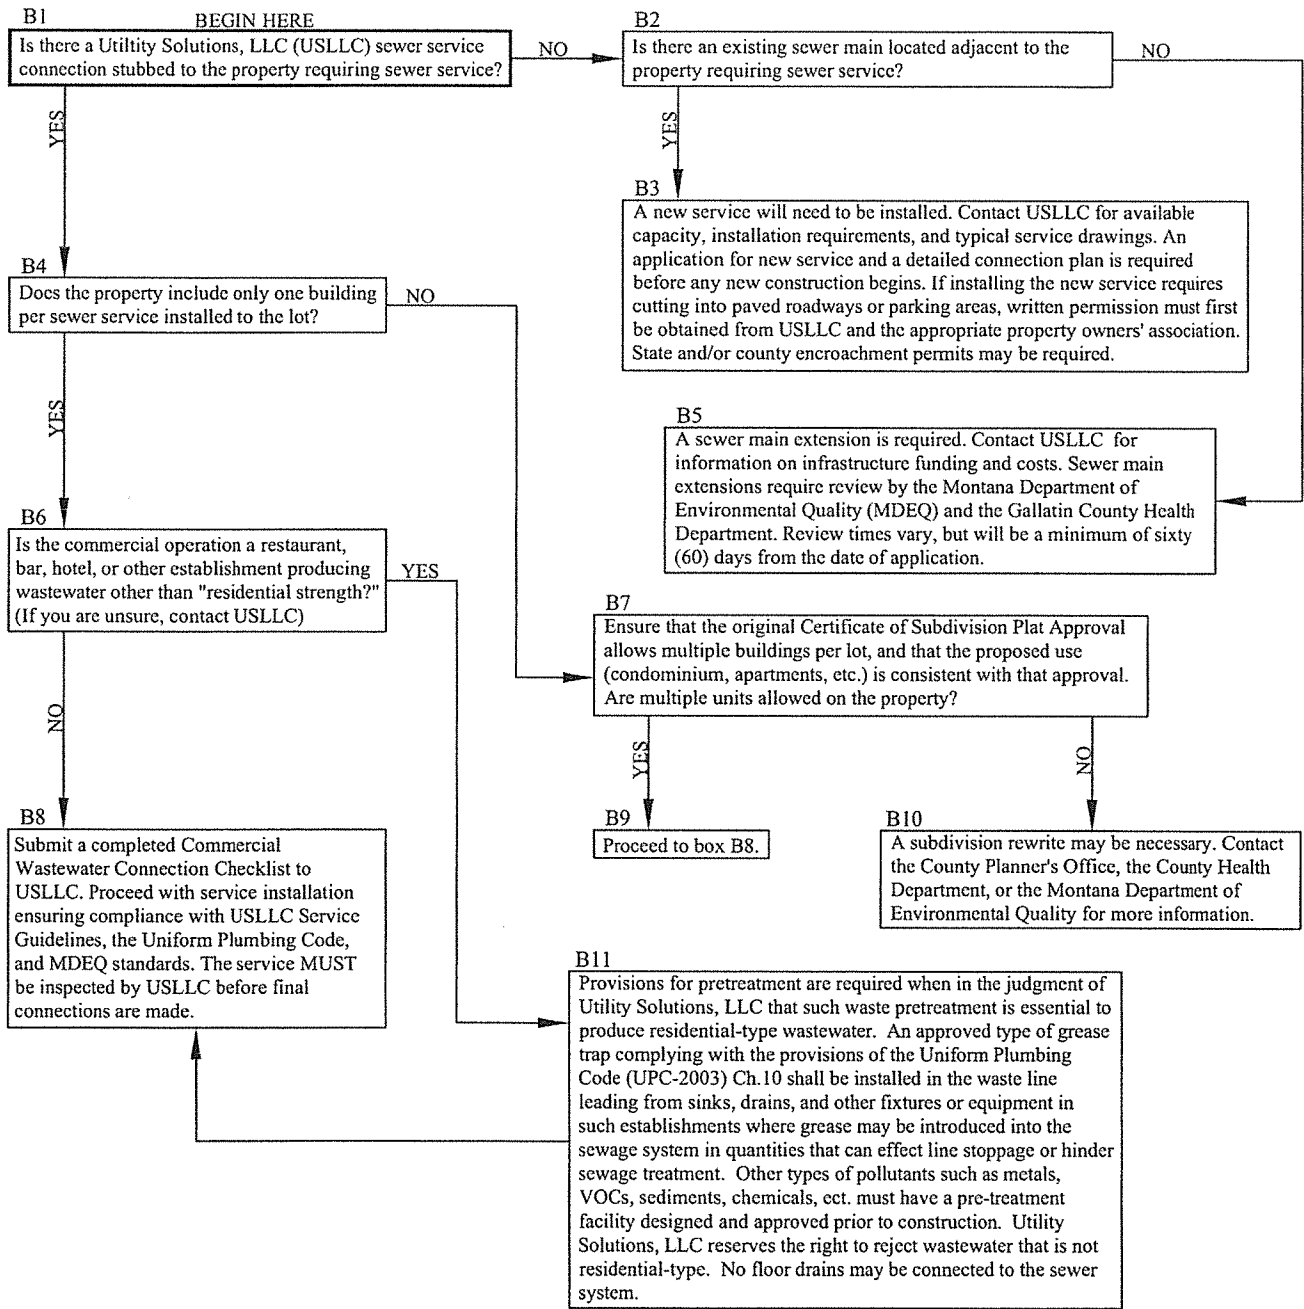 B1
BEGIN HERE
Is there a Utiltity Solutions, LLC (USLLC) sewer service
connection stubbed to the property requiring sewer service?
NO
B2
Is there an existing sewer main located adjacent to the
property requiring sewer service?
NO
YES
YES
B3
A new service will need to be installed. Contact USLLC for available
capacity, installation requirements, and typical service drawings. An
application for new service and a detailed connection plan is required
before any new construction begins. If installing the new service requires
cutting into paved roadways or parking areas, written permission must first
be obtained from USLLC and the appropriate property owners' association.
State and/or county encroachment permits may be required.
B4
Does the property include only one building
per sewer service installed to the lot?
NO
YES
B5
A sewer main extension is required. Contact USLLC for
information on infrastructure funding and costs. Sewer main
extensions require review by the Montana Department of
Environmental Quality (MDEQ) and the Gallatin County Health
Department. Review times vary, but will be a minimum of sixty
(60) days from the date of application.
B6
Is the commercial operation a restaurant,
bar, hotel, or other establishment producing
wastewater other than "residential strength?"
(If you are unsure, contact USLLC)
YES
NO
B7
Ensure that the original Certificate of Subdivision Plat Approval
allows multiple buildings per lot, and that the proposed use
(condominium, apartments, etc.) is consistent with that approval.
Are multiple units allowed on the property?
YES
NO
B8
Submit a completed Commercial
Wastewater Connection Checklist to
USLLC. Proceed with service installation
ensuring compliance with USLLC Service
Guidelines, the Uniform Plumbing Code,
and MDEQ standards. The service MUST
be inspected by USLLC before final
connections are made.
B9
Proceed to box B8.
B10
A subdivision rewrite may be necessary. Contact
the County Planner's Office, the County Health
Department, or the Montana Department of
Environmental Quality for more information.
B11
Provisions for pretreatment are required when in the judgment of
Utility Solutions, LLC that such waste pretreatment is essential to
produce residential-type wastewater. An approved type of grease
trap complying with the provisions of the Uniform Plumbing
Code (UPC-2003) Ch.10 shall be installed in the waste line
leading from sinks, drains, and other fixtures or equipment in
such establishments where grease may be introduced into the
sewage system in quantities that can effect line stoppage or hinder
sewage treatment. Other types of pollutants such as metals,
VOCs, sediments, chemicals, ect. must have a pre-treatment
facility designed and approved prior to construction. Utility
Solutions, LLC reserves the right to reject wastewater that is not
residential-type. No floor drains may be connected to the sewer
system.